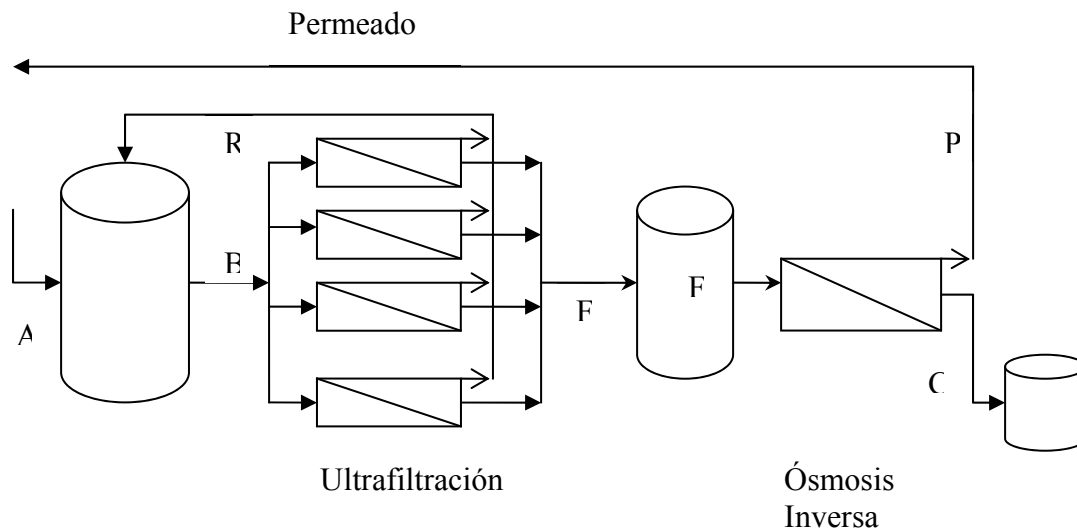 Permeado
R
P
B
F
F
A
C
Ultrafiltración
Ósmosis
Inversa